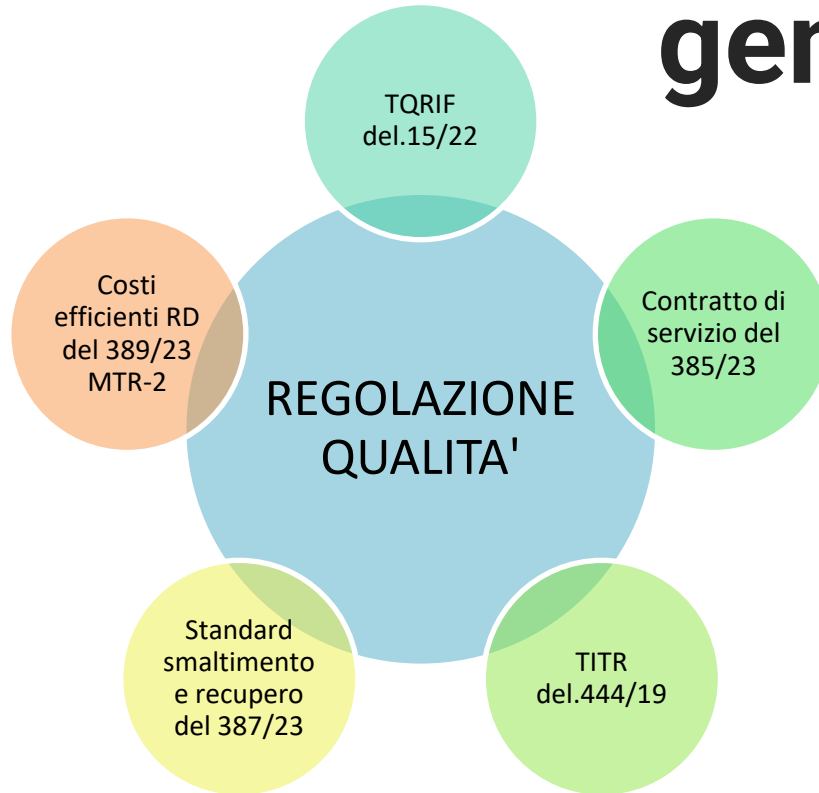 ger
TQRIF
del.15/22
Costi
efficienti RD
del 389/23
MTR-2
Contratto di
servizio del
385/23
REGOLAZIONE
QUALITA'
Standard
smaltimento
e recupero
del 387/23
TITR
del.444/19